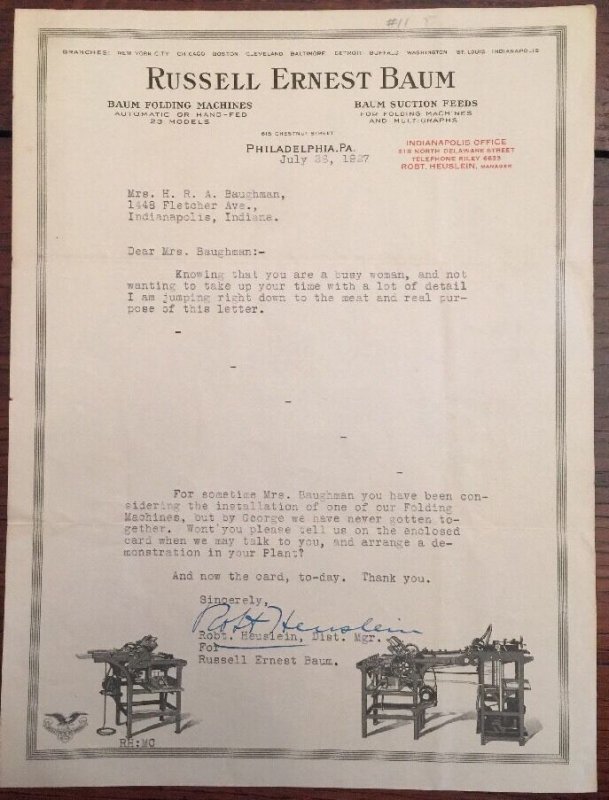 #11
BRANCHES: NEW YORK CITY CHICAGO BOSTON CLEVELAND BALTIMORE DETROIT BUFFALO WASHINGTON ST. LOUIS INDIANAPOLIS
RUSSELL ERNEST BAUM
BAUM FOLDING MACHINES
AUTOMATIC OR HAND-FED
23 MODELS
BAUM SUCTION FEEDS
FOR FOLDING MACHINES
AND MULTIGRAPHS
615 CHESTNUT STREET
PHILADELPHIA, PA.
INDIANAPOLIS OFFICE
NORTH DELAWARE STREET
TELEPHONE RILEY 6623
ROBT. HEUSLEIN, MANAGER
July 1927
Mrs. H. R. A. Baughman,
1448 Fletcher Ave.,
Indianapolis, Indiana.
Dear Mrs. Baughman:-
Knowing that you are a busy woman, and not
wanting to take up your time with a lot of detail
I am jumping right down to the meat and real pur-
pose of this letter.
-
-
-
-
-
For sometime Mrs. Baughman you have been con-
sidering the installation of one of our Folding
Machines, but by George we have never gotten to-
gether. Wont you please tell us on the enclosed
card when we may talk to you, and arrange a de-
monstration in your Plant?
And now the card, to-day. Thank you.
Sincerely,
Robt Heuslein
Robt. Heuslein, Dist. Mgr.
For
Russell Ernest Baum.
RH:MG